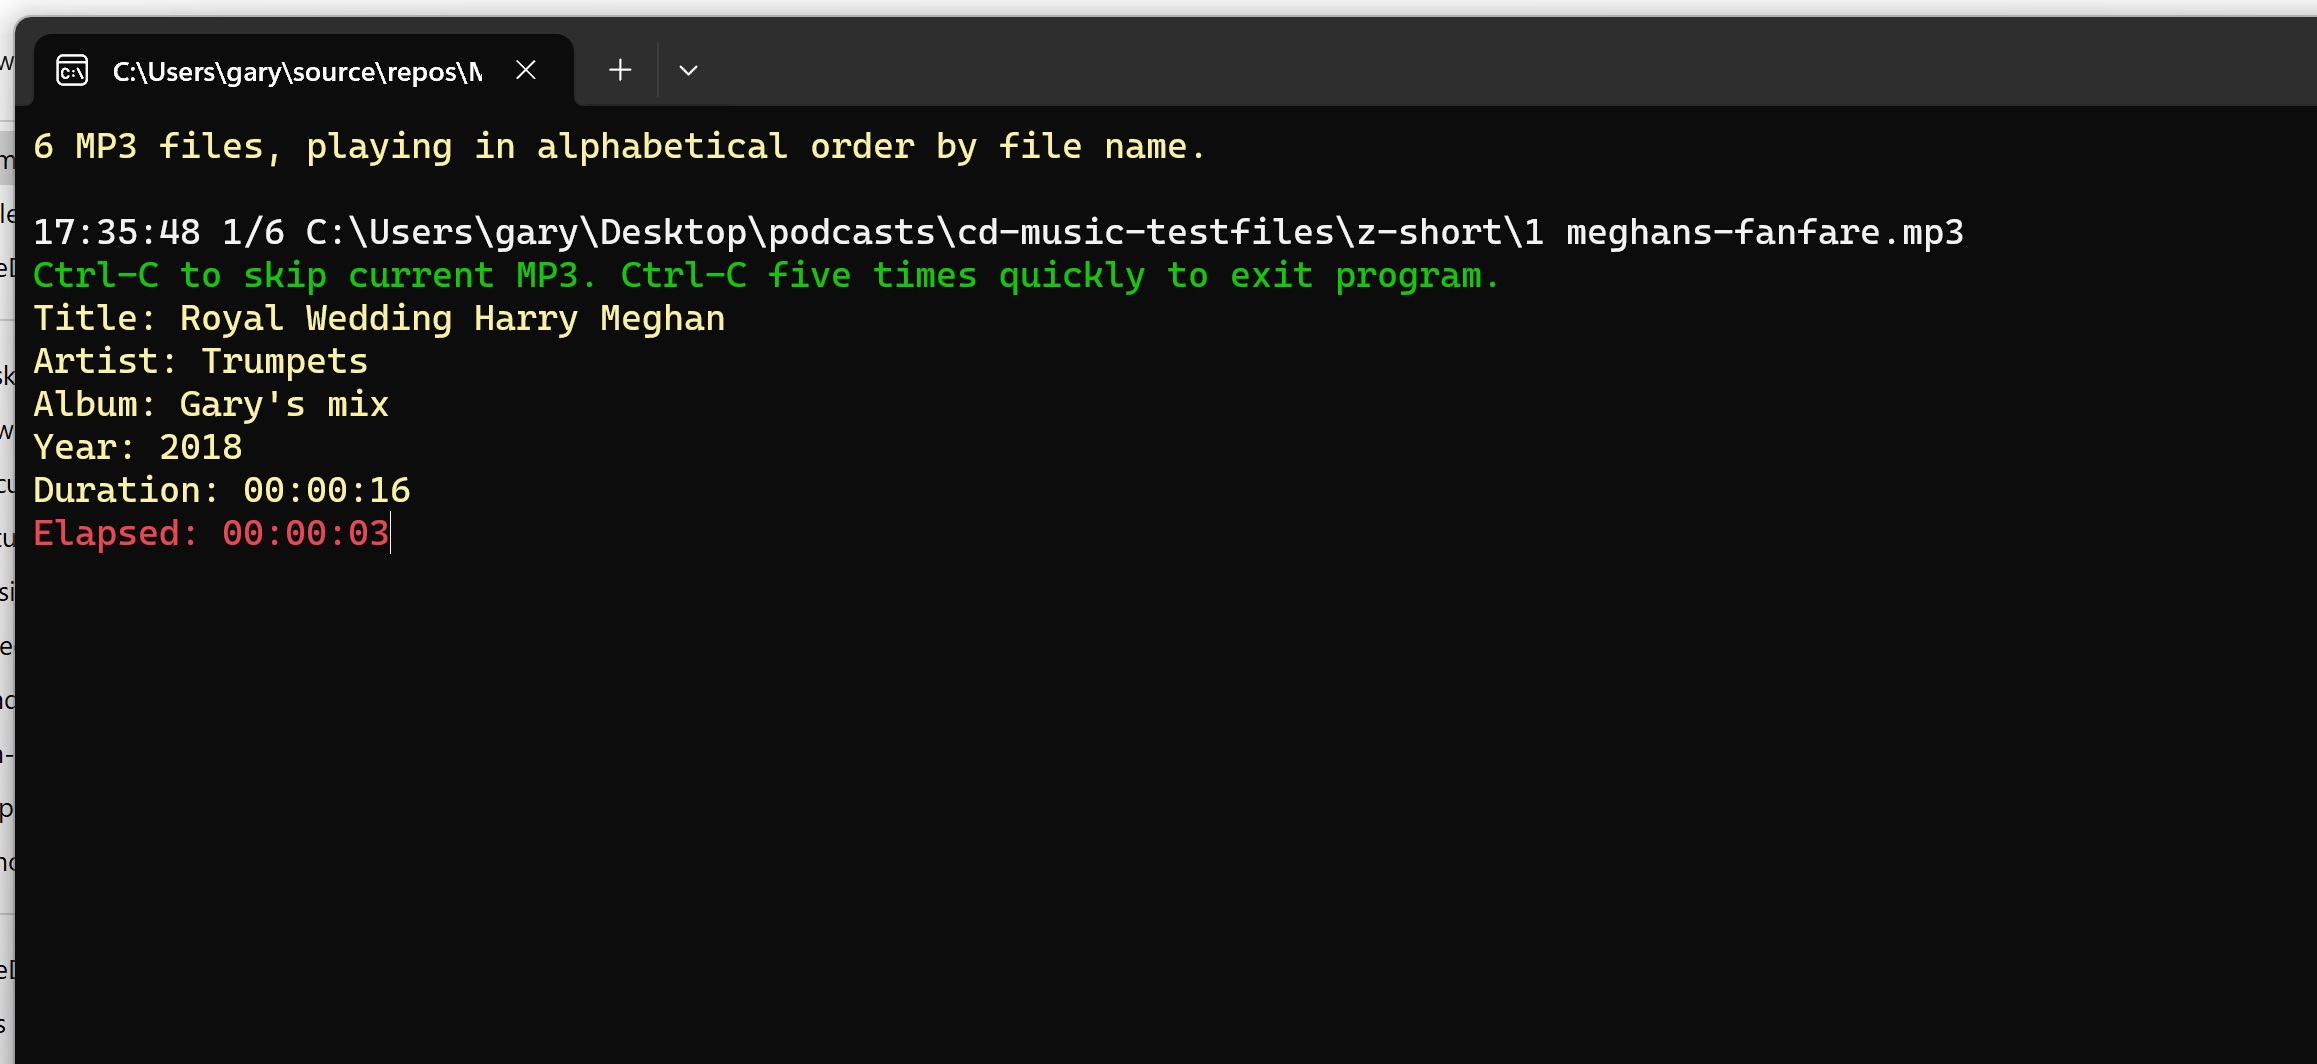 C:\Users\gary\source\repos\
6 MP3 files, playing in alphabetical order by file name.
17:35:48 1/6 C:\Users\gary\Desktop\podcasts\cd-music-testfiles\z-short\1 meghans-fanfare.mp3
Ctrl-C to skip current MP3. Ctrl-C five times quickly to exit program.
Title: Royal Wedding Harry Meghan
Artist: Trumpets
Album: Gary's mix
Year: 2018
Duration: 00:00:16
Elapsed: 00:00:03